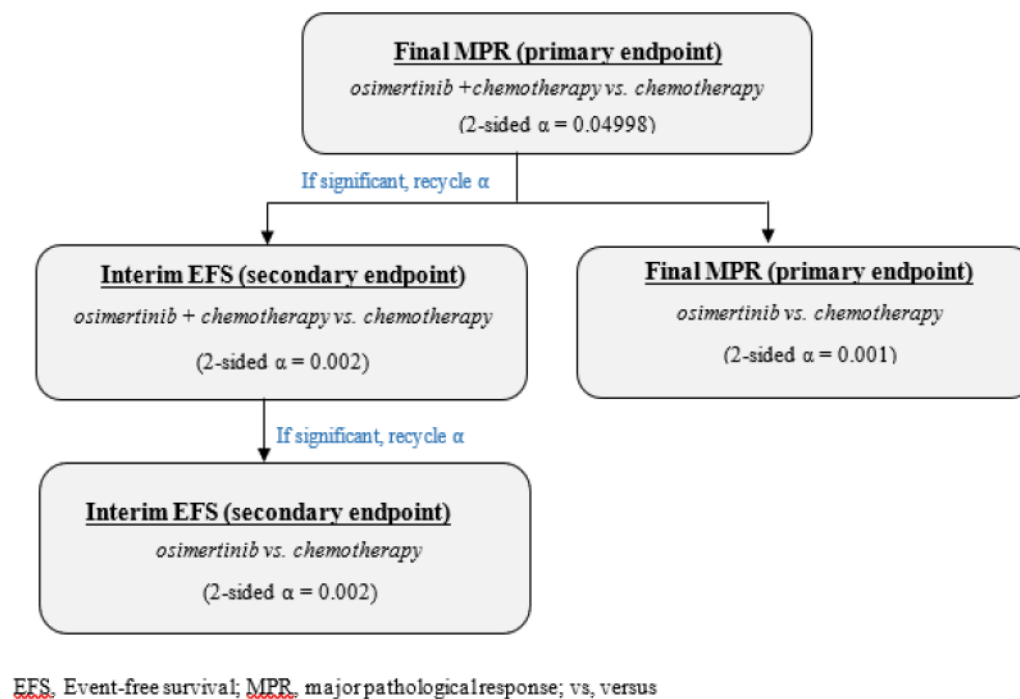 Final MPR (primary endpoint)
osimertinib +chemotherapy vs. chemotherapy
(2-sided α = 0.04998)
If significant, recycle α
Interim EFS (secondary endpoint)
osimertinib + chemotherapy vs. chemotherapy
(2-sided α = 0.002)
Final MPR (primary endpoint)
osimertinib vs. chemotherapy
(2-sided α = 0.001)
If significant, recycle α
Interim EFS (secondary endpoint)
osimertinib vs. chemotherapy
(2-sided α = 0.002)
EFS, Event-free survival; MPR, major pathological response; vs, versus